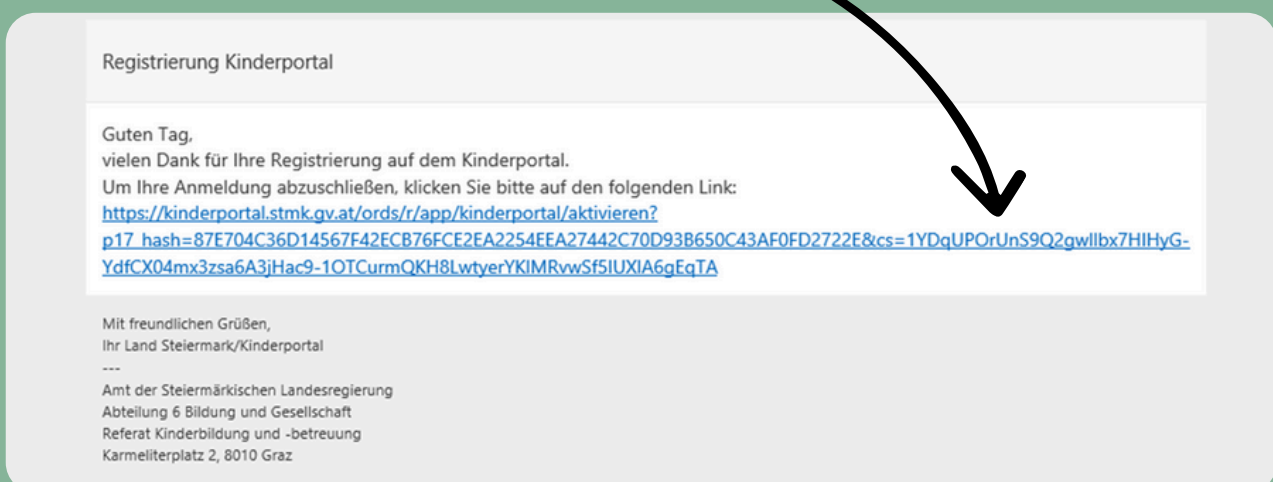 Registrierung Kinderportal
Guten Tag,
vielen Dank für Ihre Registrierung auf dem Kinderportal.
Um Ihre Anmeldung abzuschließen, klicken Sie bitte auf den folgenden Link:
https://kinderportal.stmk.gv.at/ords/r/app/kinderportal/aktivieren?
p17_hash=87E704C36D14567F42ECB76FCE2EA2254EEA27442C70D93B650C43AF0FD2722E&cs=1YDqUPOrUnS9Q2gwllbx7HIHyG-
YdfCX04mx3zsa6A3jHac9-1OTCurmQKH8LwtyerYKIMRvwSf5IUXIA6gEqTA
Mit freundlichen Grüßen,
Ihr Land Steiermark/Kinderportal
---
Amt der Steiermärkischen Landesregierung
Abteilung 6 Bildung und Gesellschaft
Referat Kinderbildung und -betreuung
Karmeliterplatz 2, 8010 Graz